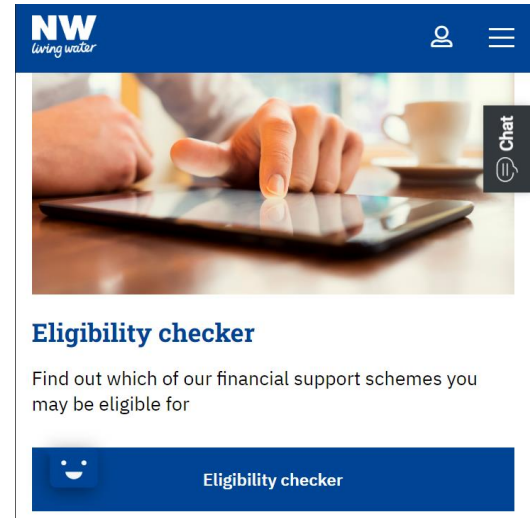 NW
living water
Chat
Eligibility checker
Find out which of our financial support schemes you
may be eligible for
Eligibility checker